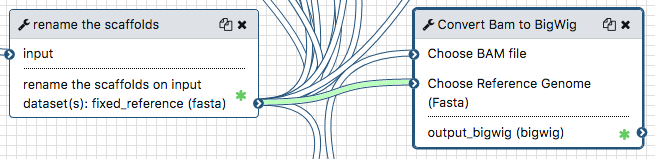 rename the scaffolds
input
rename the scaffolds on input
dataset(s): fixed_reference (fasta)
Convert Bam to BigWig
Choose BAM file
Choose Reference Genome
(Fasta)
output_bigwig (bigwig)